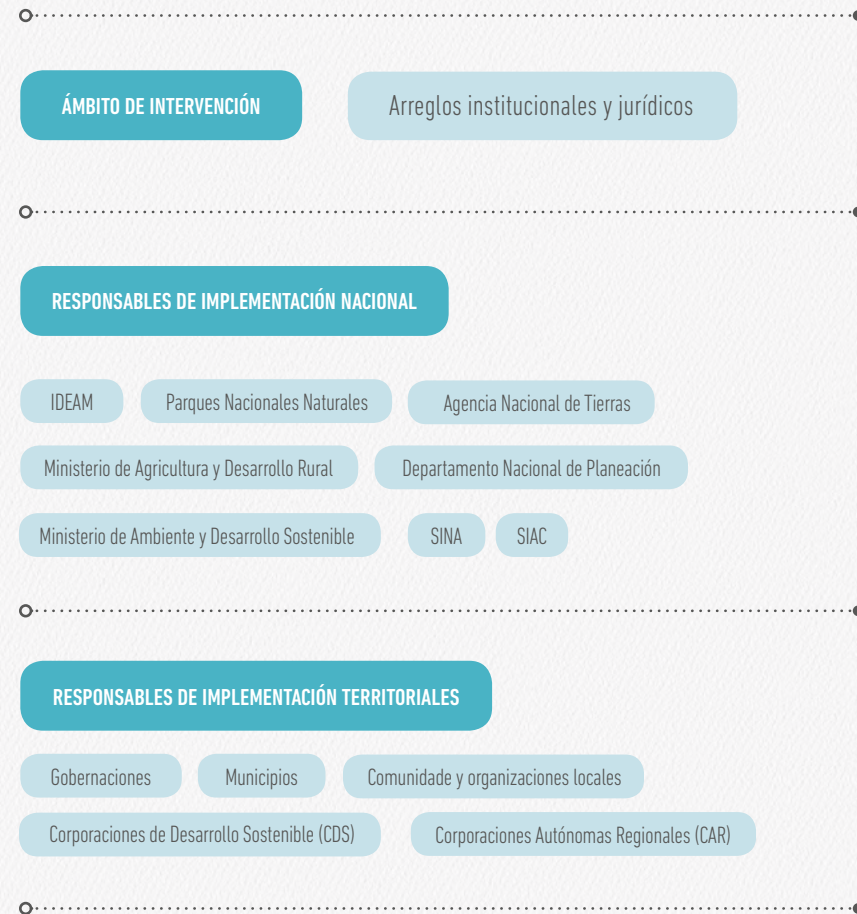 ÁMBITO DE INTERVENCIÓN
Arreglos institucionales y jurídicos
RESPONSABLES DE IMPLEMENTACIÓN NACIONAL
IDEAM
Parques Nacionales Naturales
Agencia Nacional de Tierras
Ministerio de Agricultura y Desarrollo Rural
Departamento Nacional de Planeación
Ministerio de Ambiente y Desarrollo Sostenible
SINA
SIAC
RESPONSABLES DE IMPLEMENTACIÓN TERRITORIALES
Gobernaciones
Municipios
Comunidade y organizaciones locales
Corporaciones de Desarrollo Sostenible (CDS)
Corporaciones Autónomas Regionales (CAR)